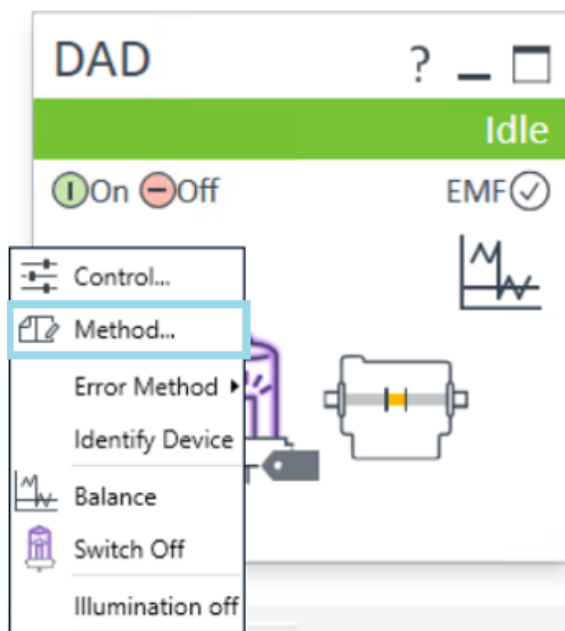 DAD ?
Idle
On Off EMF
Control...
Method...
Error Method
Identify Device
Balance
Switch Off
Illumination off